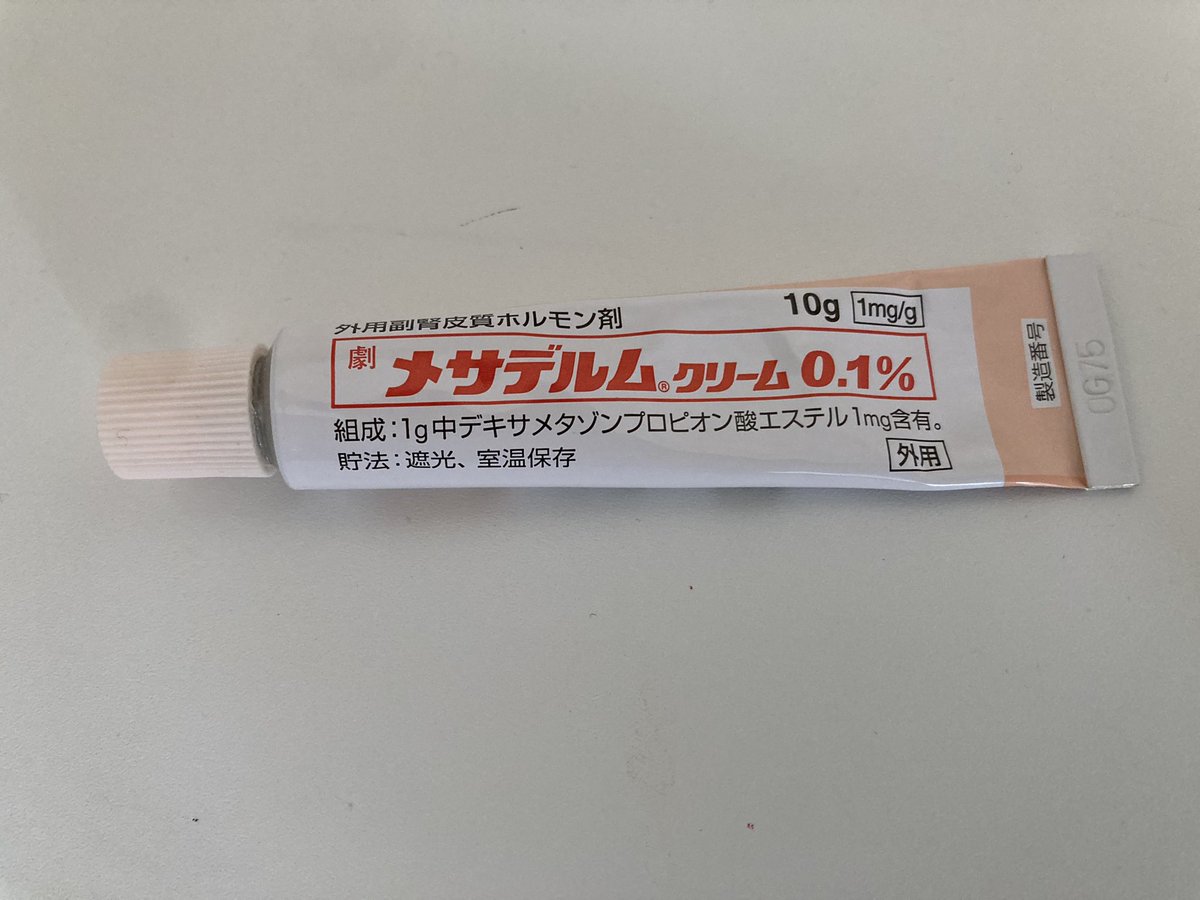 外用副腎皮質ホルモン剤
10g 1mg/g
劇 メサデルム®クリーム 0.1%
組成:1g中デキサメタゾンプロピオン酸エステル1mg含有。
貯法:遮光、室温保存
外用
製造番号
0G75